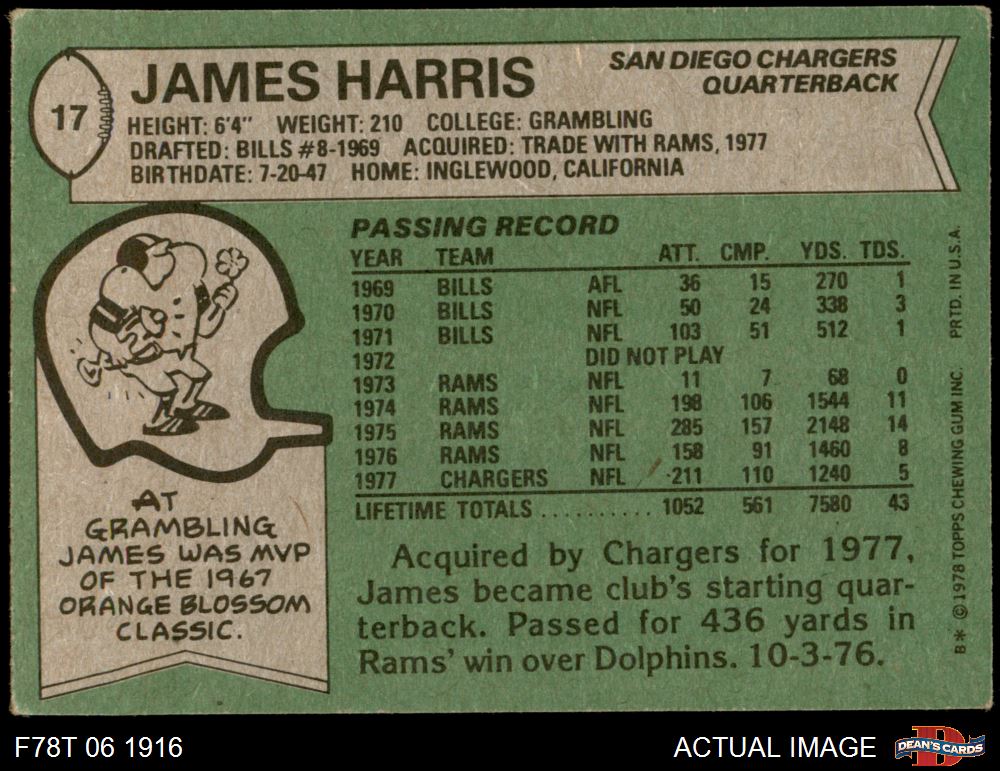 17
JAMES HARRIS
SAN DIEGO CHARGERS
QUARTERBACK
HEIGHT: 6'4" WEIGHT: 210 COLLEGE: GRAMBLING
DRAFTED: BILLS #8-1969 ACQUIRED: TRADE WITH RAMS, 1977
BIRTHDATE: 7-20-47 HOME: INGLEWOOD, CALIFORNIA
PASSING RECORD
YEAR TEAM ATT. CMP. YDS. TDS.
1969 BILLS AFL 36 15 270 1
1970 BILLS NFL 50 24 338 3
1971 BILLS NFL 103 51 512 1
1972 DID NOT PLAY
1973 RAMS NFL 11 7 68 0
1974 RAMS NFL 198 106 1544 11
1975 RAMS NFL 285 157 2148 14
1976 RAMS NFL 158 91 1460 8
1977 CHARGERS NFL 211 110 1240 5
LIFETIME TOTALS .......... 1052 561 7580 43
AT
GRAMBLING
JAMES WAS MVP
OF THE 1967
ORANGE BLOSSOM
CLASSIC.
Acquired by Chargers for 1977,
James became club's starting quar-
terback. Passed for 436 yards in
Rams' win over Dolphins. 10-3-76.
B* © 1978 TOPPS CHEWING GUM INC. PRTD. IN U.S.A.
F78T 06 1916
ACTUAL IMAGE
D
DEAN'S CARDS